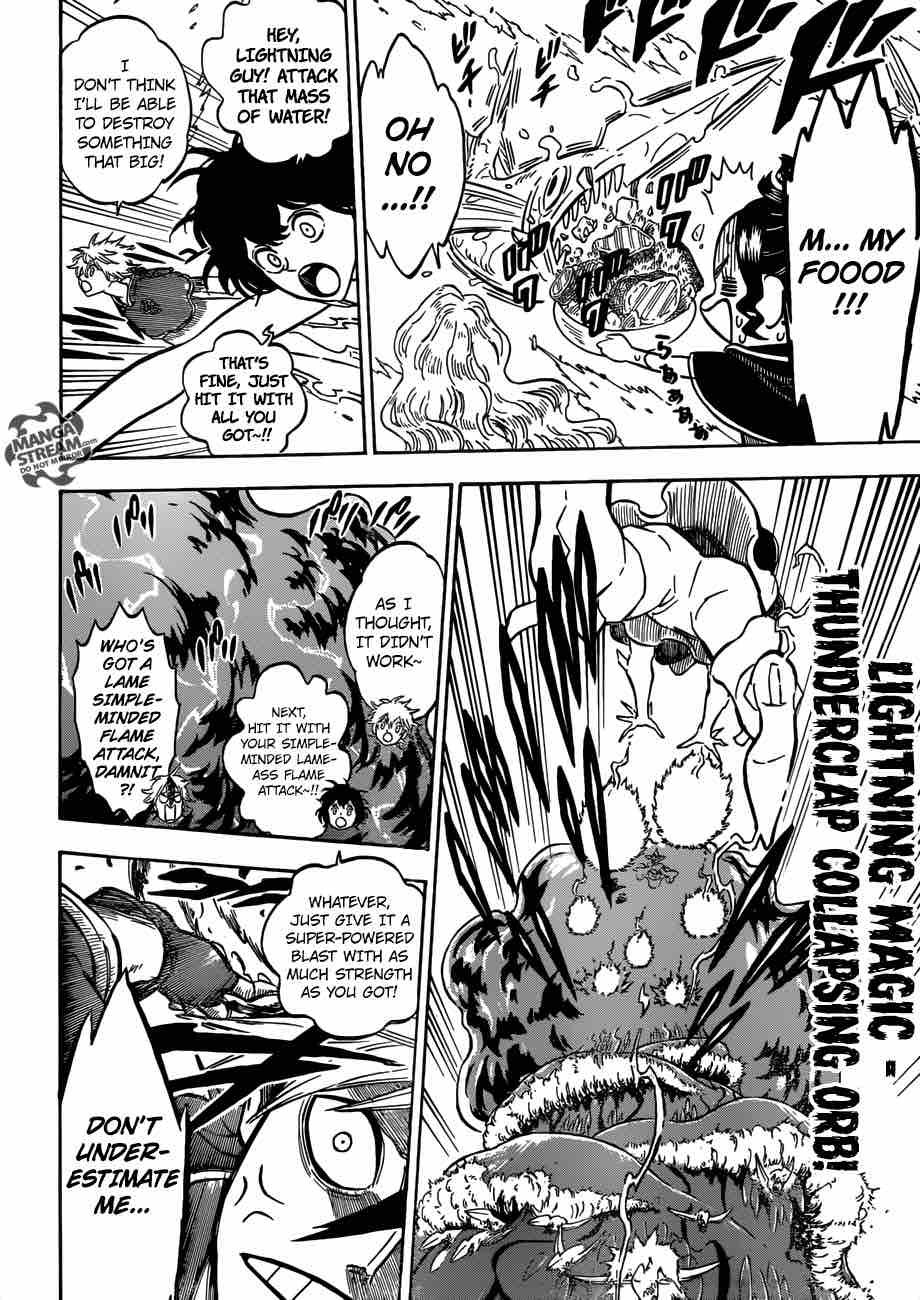 M... MY
FOOOD
!!!
OH
NO
...!!
HEY,
LIGHTNING
GUY! ATTACK
THAT MASS
OF WATER!
I
DON'T THINK
I'LL BE ABLE
TO DESTROY
SOMETHING
THAT BIG!
THAT'S
FINE, JUST
HIT IT WITH
ALL YOU
GOT~!!
MANGA
STREAM.com
DO NOT MIRROR
LIGHTNING MAGIC -
THUNDERCLAP COLLAPSING ORB!
AS I
THOUGHT,
IT DIDN'T
WORK~
NEXT,
HIT IT WITH
YOUR SIMPLE-
MINDED LAME-
ASS FLAME
ATTACK~!!
WHO'S
GOT A
LAME
SIMPLE-
MINDED
FLAME
ATTACK,
DAMNIT
?!
WHATEVER,
JUST GIVE IT A
SUPER-POWERED
BLAST WITH AS
MUCH STRENGTH
AS YOU GOT!
DON'T
UNDER-
ESTIMATE
ME...